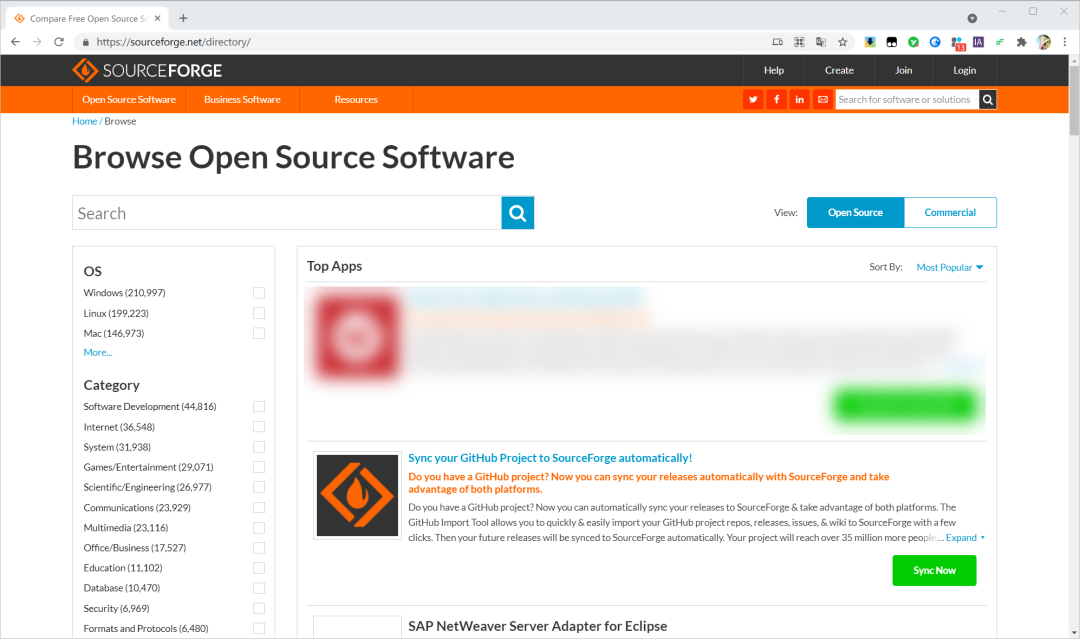 Compare Free Open Source S
https://sourceforge.net/directory/
13
IA
SOURCEFORGE
Help
Create
Join
Login
Open Source Software
Business Software
Resources
Search for software or solutions
Home / Browse
Browse Open Source Software
Search
View:
Open Source
Commercial
OS
Windows (210,997)
Linux (199,223)
Mac (146,973)
More...
Category
Software Development (44,816)
Internet (36,548)
System (31,938)
Games/Entertainment (29,071)
Scientific/Engineering (26,977)
Communications (23,929)
Multimedia (23,116)
Office/Business (17,527)
Education (11,102)
Database (10,470)
Security (6,969)
Formats and Protocols (6,480)
Top Apps
Sort By:
Most Popular
Sync your GitHub Project to SourceForge automatically!
Do you have a GitHub project? Now you can sync your releases automatically with SourceForge and take
advantage of both platforms.
Do you have a GitHub project? Now you can automatically sync your releases to SourceForge & take advantage of both platforms. The
GitHub Import Tool allows you to quickly & easily import your GitHub project repos, releases, issues, & wiki to SourceForge with a few
clicks. Then your future releases will be synced to SourceForge automatically. Your project will reach over 35 million more people... Expand
Sync Now
SAP NetWeaver Server Adapter for Eclipse